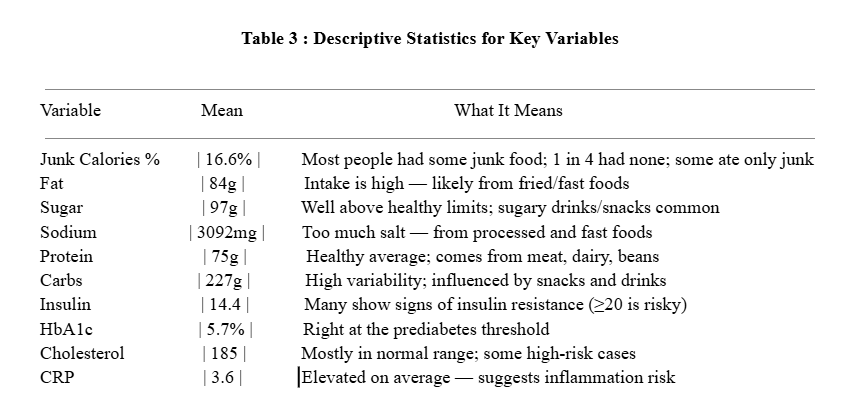 Table 3 : Descriptive Statistics for Key Variables
Variable Mean What It Means
Junk Calories % | 16.6% | Most people had some junk food; 1 in 4 had none; some ate only junk
Fat | 84g | Intake is high — likely from fried/fast foods
Sugar | 97g | Well above healthy limits; sugary drinks/snacks common
Sodium | 3092mg | Too much salt — from processed and fast foods
Protein | 75g | Healthy average; comes from meat, dairy, beans
Carbs | 227g | High variability; influenced by snacks and drinks
Insulin | 14.4 | Many show signs of insulin resistance (≥20 is risky)
HbA1c | 5.7% | Right at the prediabetes threshold
Cholesterol | 185 | Mostly in normal range; some high-risk cases
CRP | 3.6 | Elevated on average — suggests inflammation risk